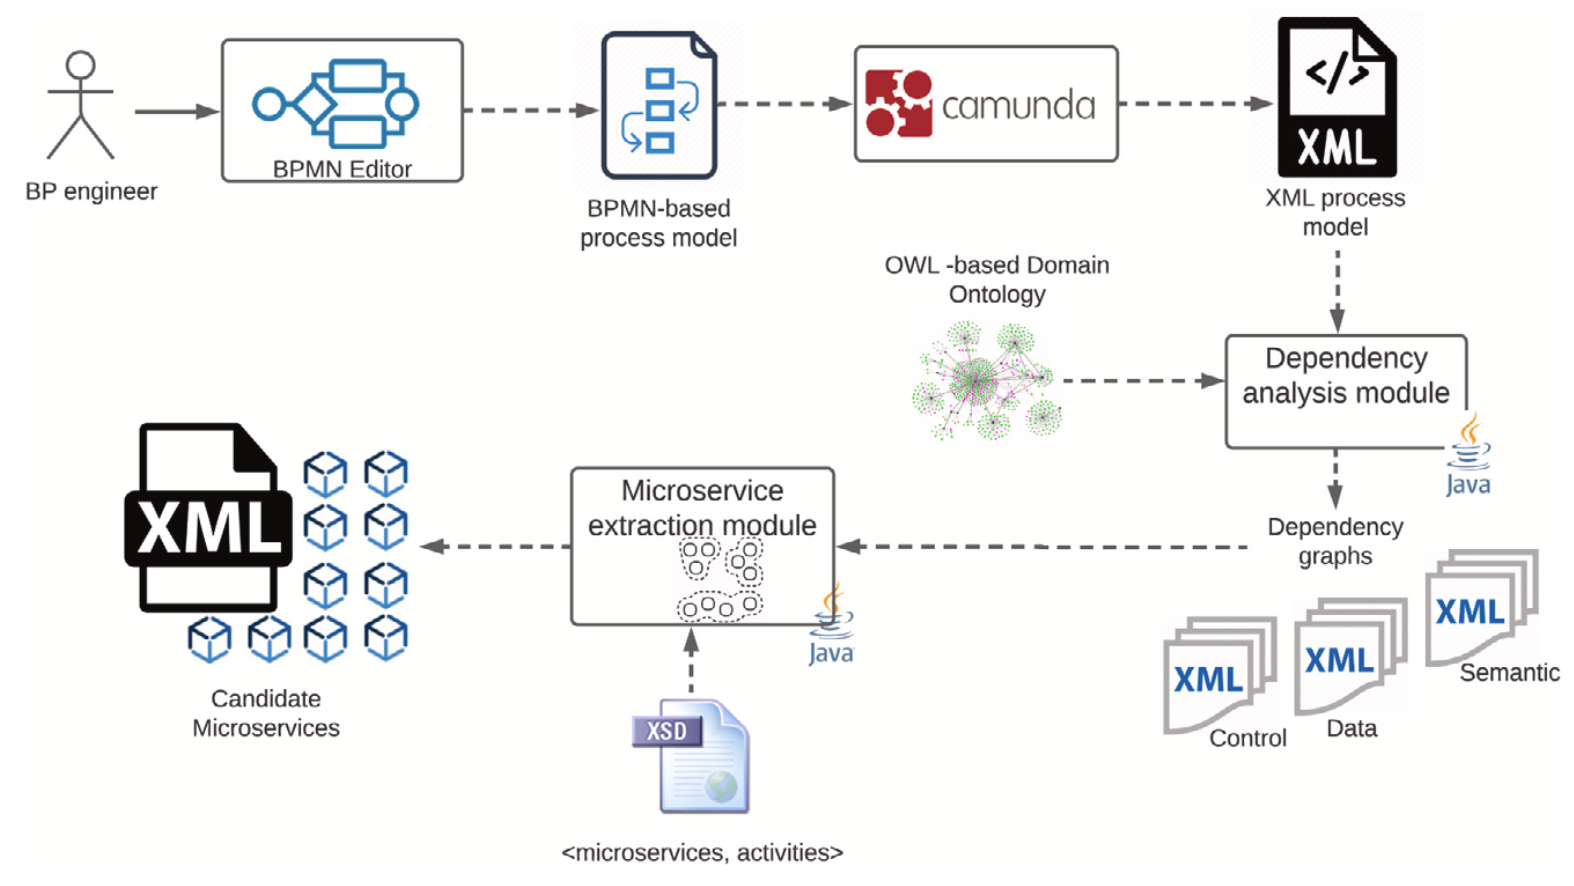 BP engineer
BPMN Editor
BPMN-based
process model
camunda
</>
XML
XML process
model
OWL -based Domain
Ontology
Dependency
analysis module
Java
Dependency
graphs
XML
Semantic
XML
Data
XML
Control
Microservice
extraction module
Java
XSD
<microservices, activities>
XML
Candidate
Microservices